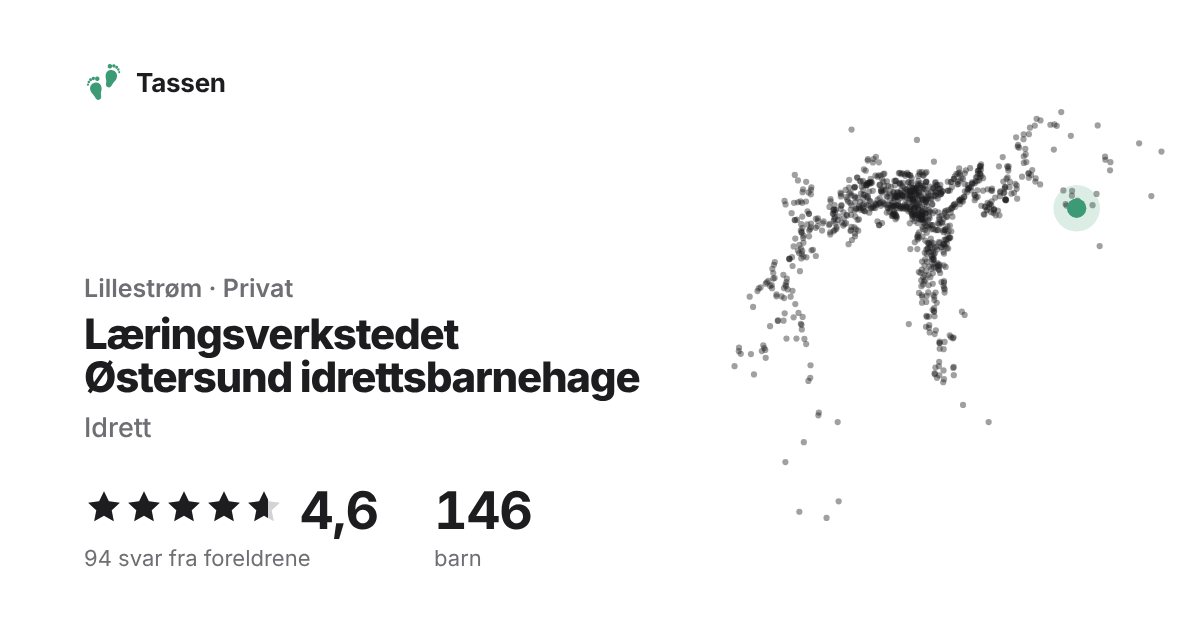 Tassen
Lillestrøm · Privat
Læringsverkstedet
Østersund idrettsbarnehage
Idrett
4,6
146
94 svar fra foreldrene
barn